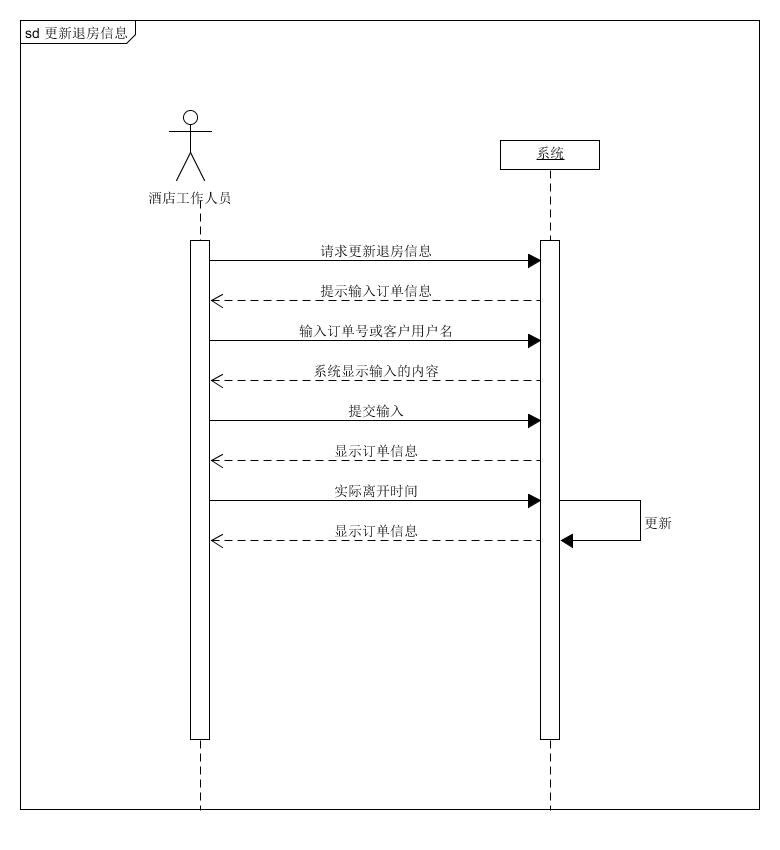 sd 更新退房信息
系统
酒店工作人员
请求更新退房信息
提示输入订单信息
输入订单号或客户用户名
系统显示输入的内容
提交输入
显示订单信息
实际离开时间
更新
显示订单信息